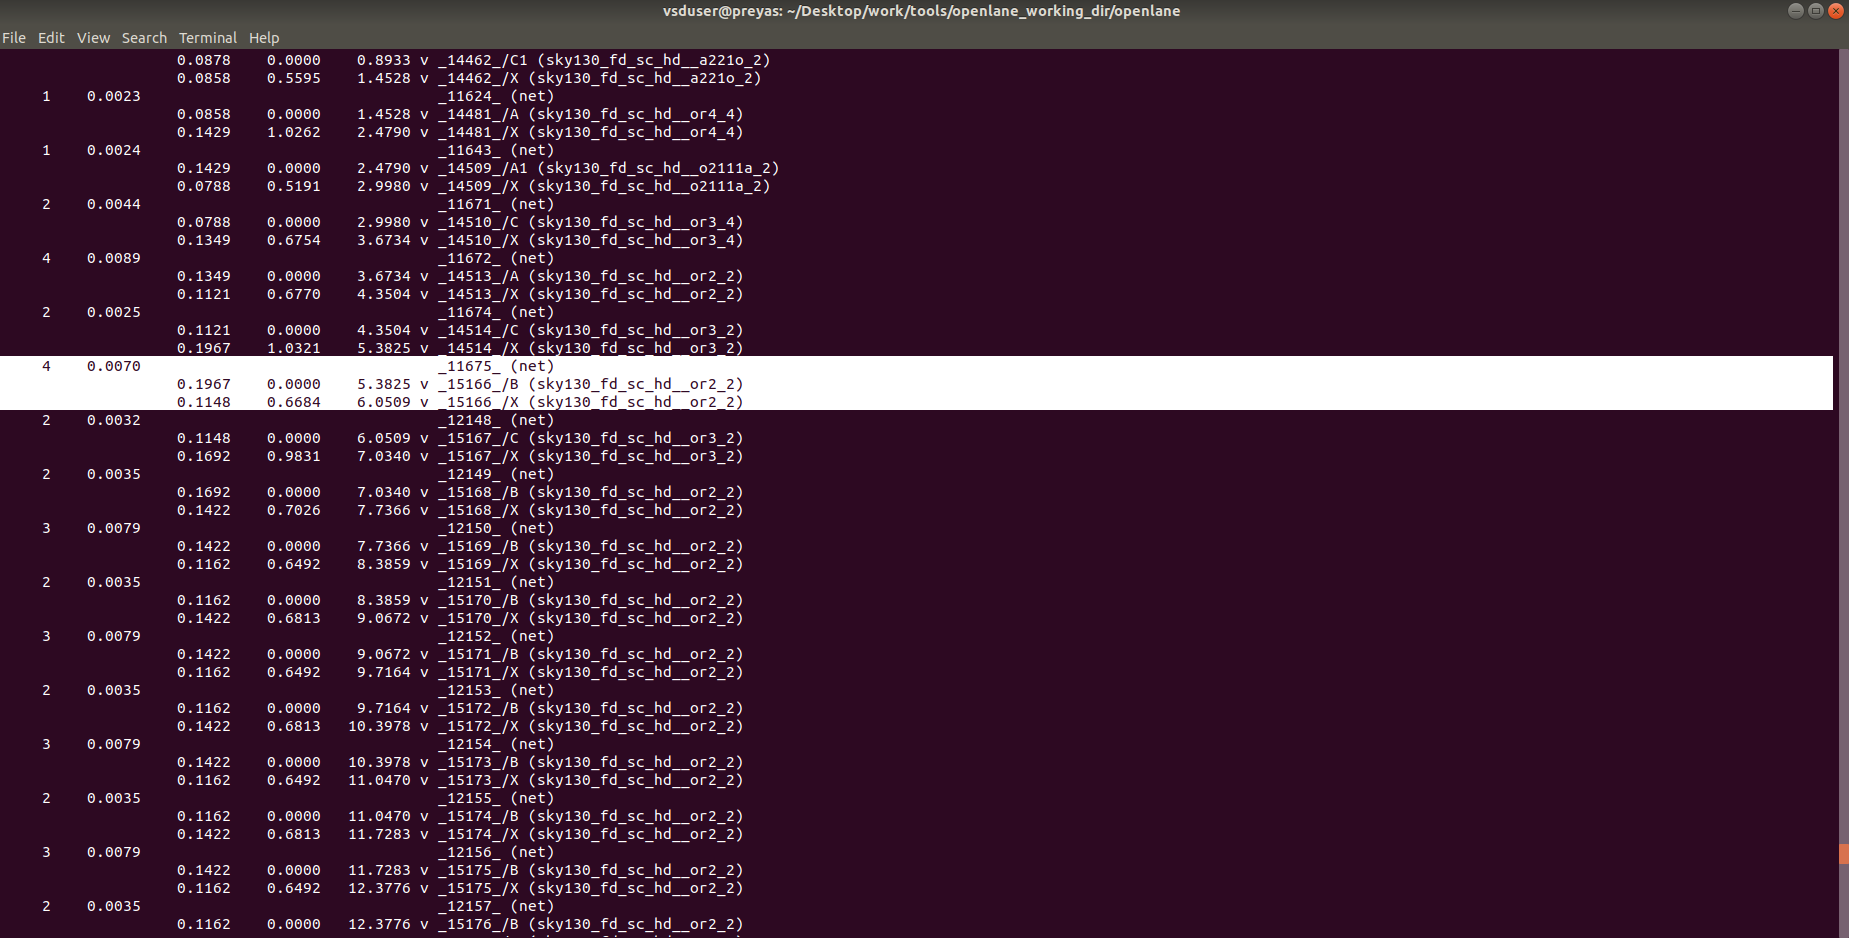 vsduser@preyas: ~/Desktop/work/tools/openlane_working_dir/openlane
File Edit View Search Terminal Help
0.0878 0.0000 0.8933 v _14462_/C1 (sky130_fd_sc_hd__a221o_2)
0.0858 0.5595 1.4528 v _14462_/X (sky130_fd_sc_hd__a221o_2)
1 0.0023 _11624_ (net)
0.0858 0.0000 1.4528 v _14481_/A (sky130_fd_sc_hd__or4_4)
0.1429 1.0262 2.4790 v _14481_/X (sky130_fd_sc_hd__or4_4)
1 0.0024 _11643_ (net)
0.1429 0.0000 2.4790 v _14509_/A1 (sky130_fd_sc_hd__o2111a_2)
0.0788 0.5191 2.9980 v _14509_/X (sky130_fd_sc_hd__o2111a_2)
2 0.0044 _11671_ (net)
0.0788 0.0000 2.9980 v _14510_/C (sky130_fd_sc_hd__or3_4)
0.1349 0.6754 3.6734 v _14510_/X (sky130_fd_sc_hd__or3_4)
4 0.0089 _11672_ (net)
0.1349 0.0000 3.6734 v _14513_/A (sky130_fd_sc_hd__or2_2)
0.1121 0.6770 4.3504 v _14513_/X (sky130_fd_sc_hd__or2_2)
2 0.0025 _11674_ (net)
0.1121 0.0000 4.3504 v _14514_/C (sky130_fd_sc_hd__or3_2)
0.1967 1.0321 5.3825 v _14514_/X (sky130_fd_sc_hd__or3_2)
4 0.0070 _11675_ (net)
0.1967 0.0000 5.3825 v _15166_/B (sky130_fd_sc_hd__or2_2)
0.1148 0.6684 6.0509 v _15166_/X (sky130_fd_sc_hd__or2_2)
2 0.0032 _12148_ (net)
0.1148 0.0000 6.0509 v _15167_/C (sky130_fd_sc_hd__or3_2)
0.1692 0.9831 7.0340 v _15167_/X (sky130_fd_sc_hd__or3_2)
2 0.0035 _12149_ (net)
0.1692 0.0000 7.0340 v _15168_/B (sky130_fd_sc_hd__or2_2)
0.1422 0.7026 7.7366 v _15168_/X (sky130_fd_sc_hd__or2_2)
3 0.0079 _12150_ (net)
0.1422 0.0000 7.7366 v _15169_/B (sky130_fd_sc_hd__or2_2)
0.1162 0.6492 8.3859 v _15169_/X (sky130_fd_sc_hd__or2_2)
2 0.0035 _12151_ (net)
0.1162 0.0000 8.3859 v _15170_/B (sky130_fd_sc_hd__or2_2)
0.1422 0.6813 9.0672 v _15170_/X (sky130_fd_sc_hd__or2_2)
3 0.0079 _12152_ (net)
0.1422 0.0000 9.0672 v _15171_/B (sky130_fd_sc_hd__or2_2)
0.1162 0.6492 9.7164 v _15171_/X (sky130_fd_sc_hd__or2_2)
2 0.0035 _12153_ (net)
0.1162 0.0000 9.7164 v _15172_/B (sky130_fd_sc_hd__or2_2)
0.1422 0.6813 10.3978 v _15172_/X (sky130_fd_sc_hd__or2_2)
3 0.0079 _12154_ (net)
0.1422 0.0000 10.3978 v _15173_/B (sky130_fd_sc_hd__or2_2)
0.1162 0.6492 11.0470 v _15173_/X (sky130_fd_sc_hd__or2_2)
2 0.0035 _12155_ (net)
0.1162 0.0000 11.0470 v _15174_/B (sky130_fd_sc_hd__or2_2)
0.1422 0.6813 11.7283 v _15174_/X (sky130_fd_sc_hd__or2_2)
3 0.0079 _12156_ (net)
0.1422 0.0000 11.7283 v _15175_/B (sky130_fd_sc_hd__or2_2)
0.1162 0.6492 12.3776 v _15175_/X (sky130_fd_sc_hd__or2_2)
2 0.0035 _12157_ (net)
0.1162 0.0000 12.3776 v _15176_/B (sky130_fd_sc_hd__or2_2)